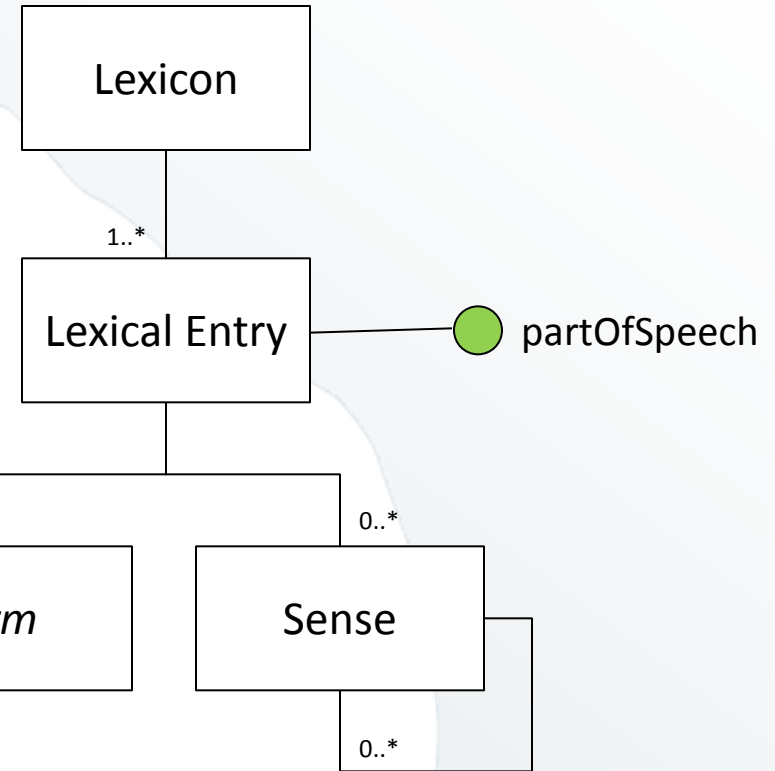 Lexicon
1..*
Lexical Entry
partOfSpeech
0..*
Sense
0..*